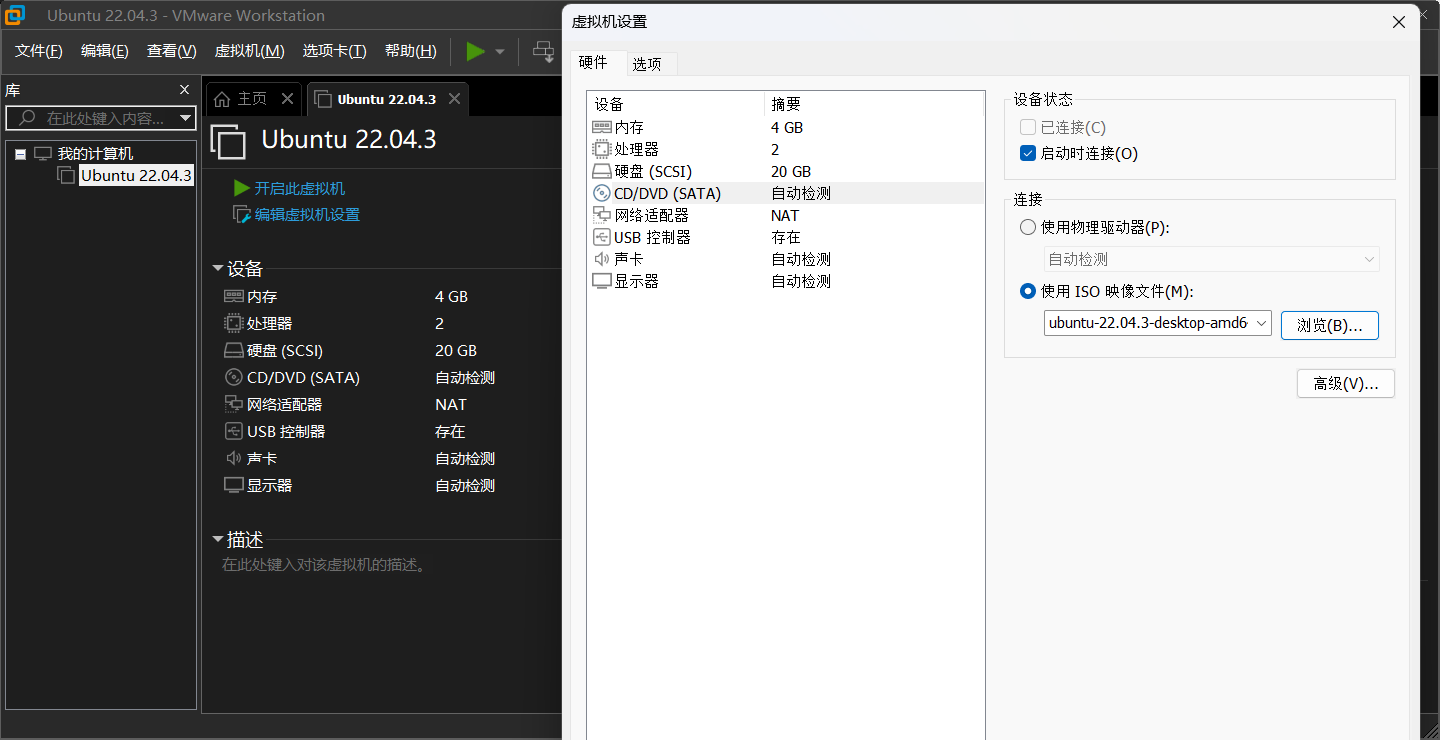 Ubuntu 22.04.3 - VMware Workstation
文件(F) 编辑(E) 查看(V) 虚拟机(M) 选项卡(T) 帮助(H)
库
在此处键入内容...
我的计算机
Ubuntu 22.04.3
主页
Ubuntu 22.04.3
Ubuntu 22.04.3
开启此虚拟机
编辑虚拟机设置
设备
内存 4 GB
处理器 2
硬盘 (SCSI) 20 GB
CD/DVD (SATA) 自动检测
网络适配器 NAT
USB 控制器 存在
声卡 自动检测
显示器 自动检测
描述
在此处键入对该虚拟机的描述。
虚拟机设置
硬件 选项
设备 摘要
内存 4 GB
处理器 2
硬盘 (SCSI) 20 GB
CD/DVD (SATA) 自动检测
网络适配器 NAT
USB 控制器 存在
声卡 自动检测
显示器 自动检测
设备状态
已连接(C)
启动时连接(O)
连接
使用物理驱动器(P):
自动检测
使用 ISO 映像文件(M):
ubuntu-22.04.3-desktop-amd6
浏览(B)...
高级(V)...